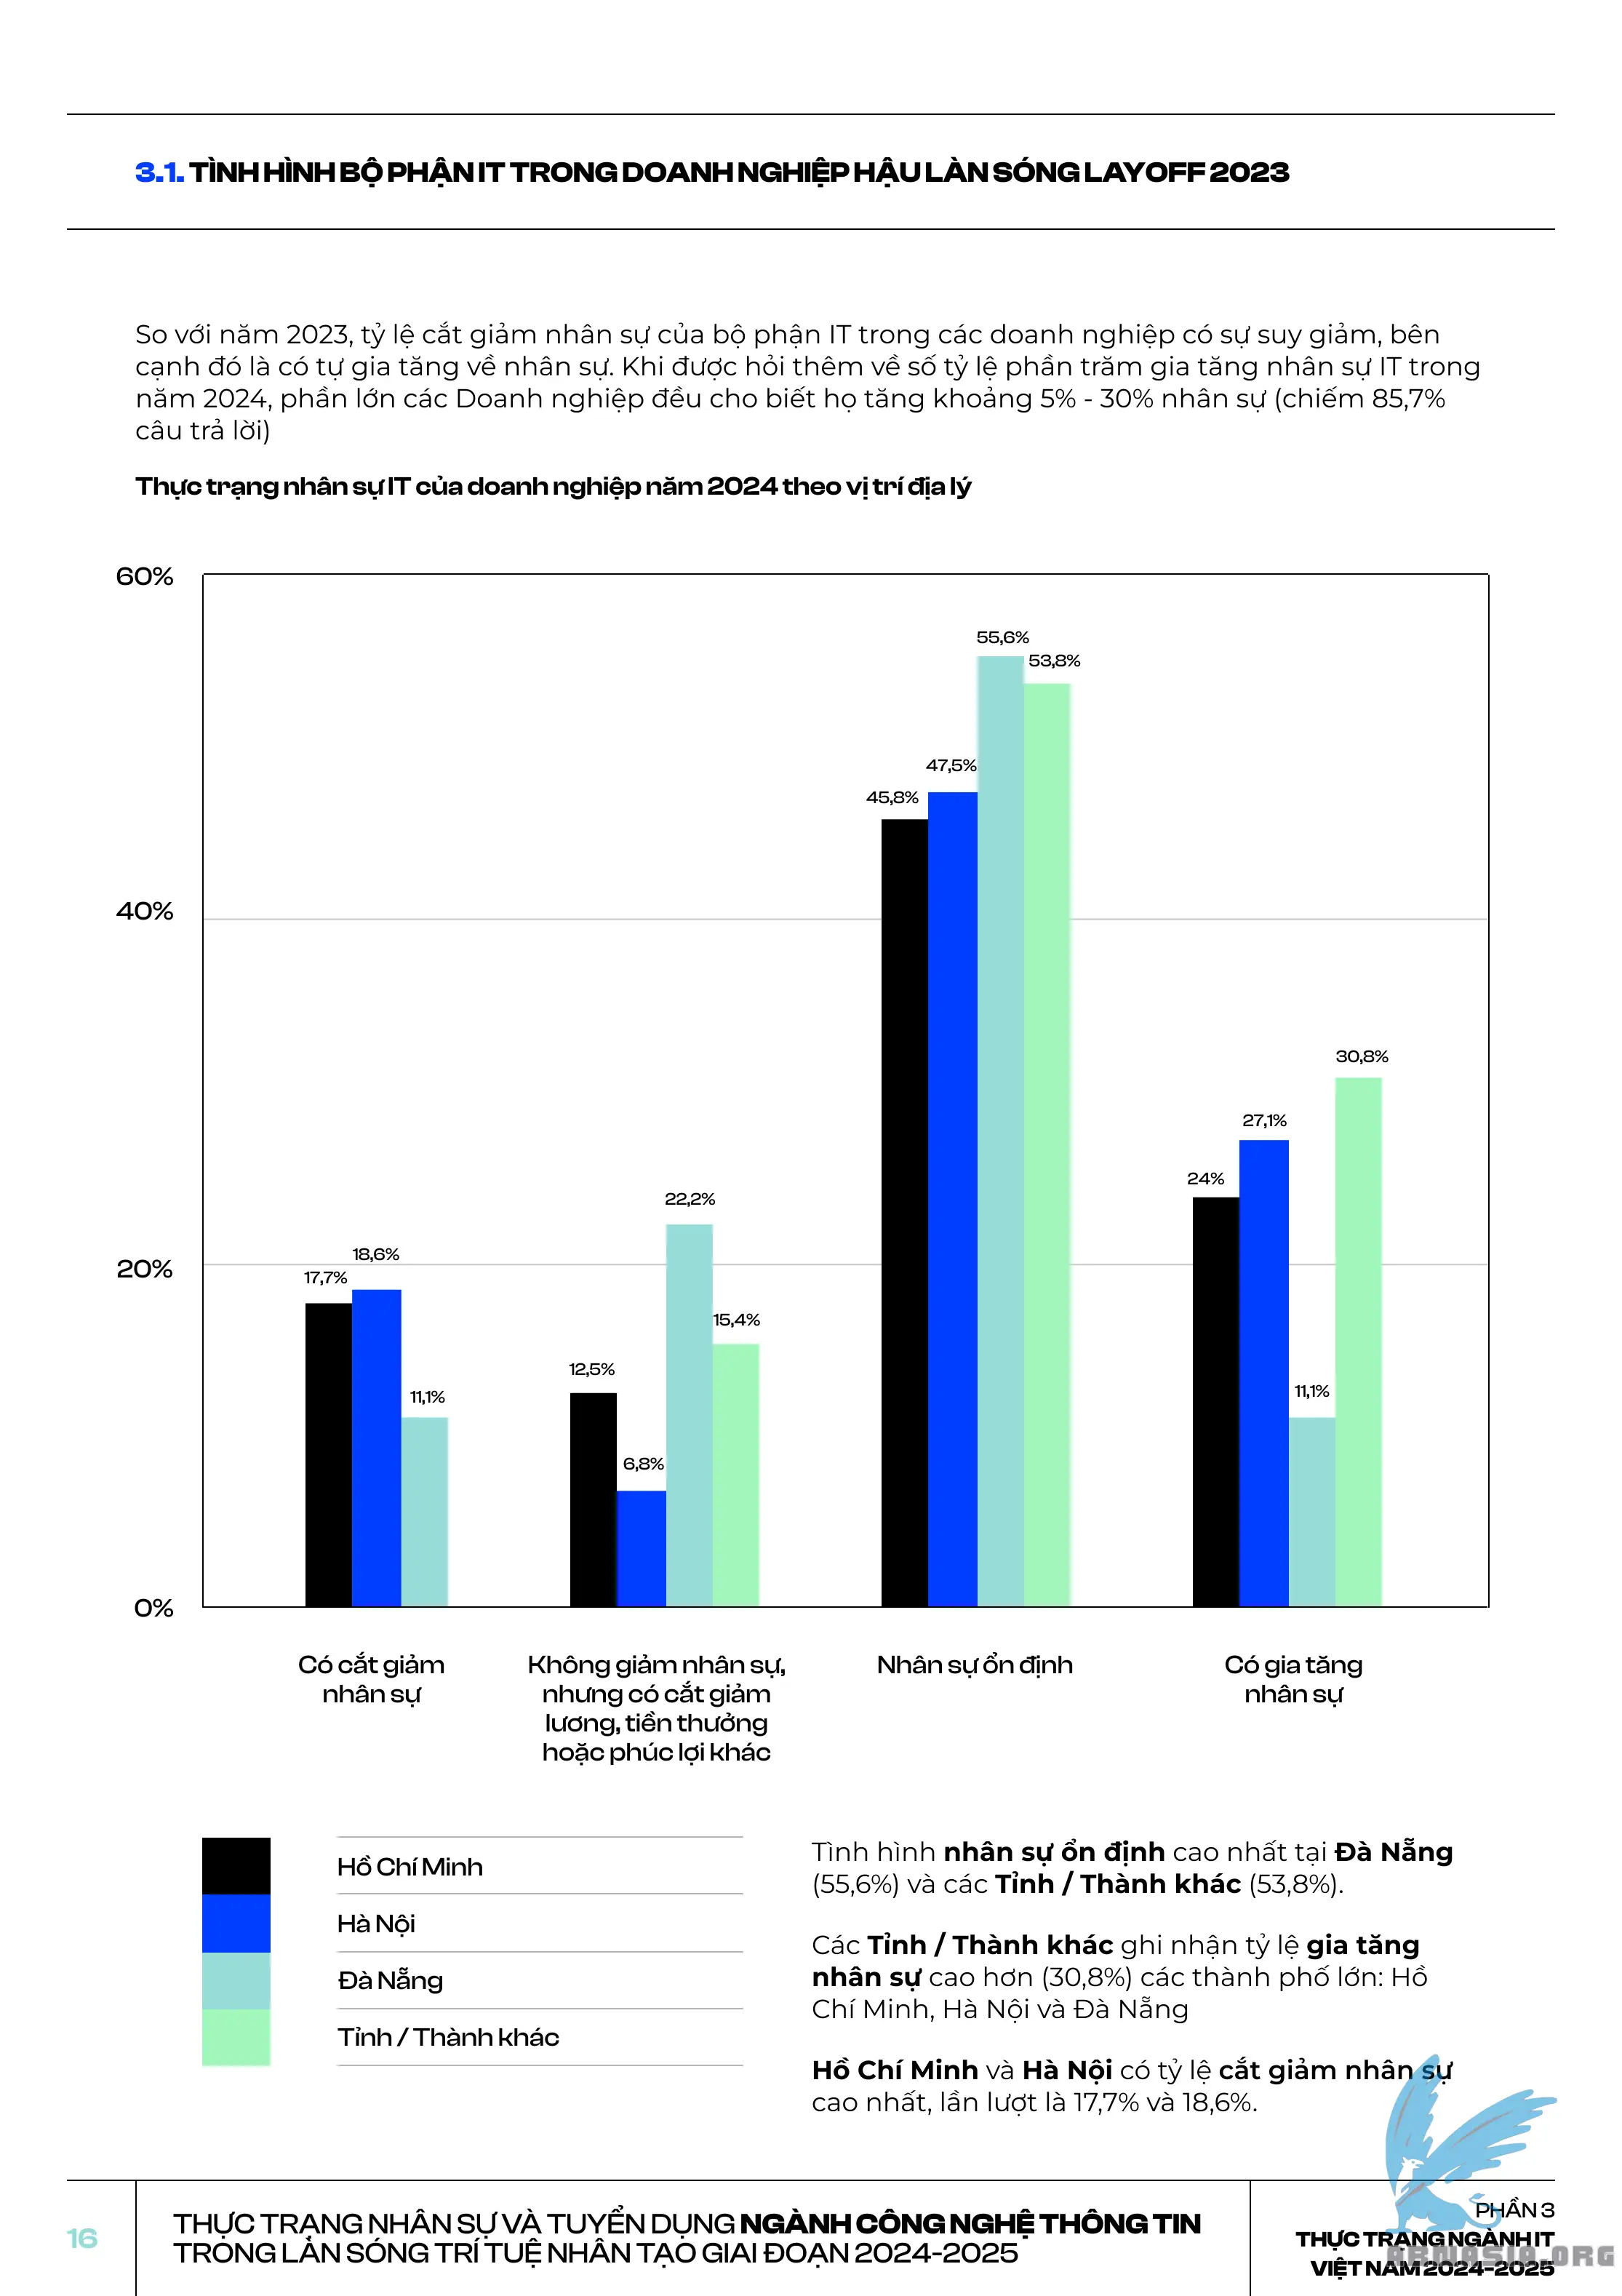 3.1. TÌNH HÌNH BỘ PHẬN IT TRONG DOANH NGHIỆP HẬU LÀN SÓNG LAYOFF 2023
So với năm 2023, tỷ lệ cắt giảm nhân sự của bộ phận IT trong các doanh nghiệp có sự suy giảm, bên
cạnh đó là có tự gia tăng về nhân sự. Khi được hỏi thêm về số tỷ lệ phần trăm gia tăng nhân sự IT trong
năm 2024, phần lớn các Doanh nghiệp đều cho biết họ tăng khoảng 5% - 30% nhân sự (chiếm 85,7%
câu trả lời)
Thực trạng nhân sự IT của doanh nghiệp năm 2024 theo vị trí địa lý
60%
40%
20%
0%
17,7%
18,6%
11,1%
12,5%
6,8%
22,2%
15,4%
45,8%
47,5%
55,6%
53,8%
24%
27,1%
11,1%
30,8%
Có cắt giảm
nhân sự
Không giảm nhân sự,
nhưng có cắt giảm
lương, tiền thưởng
hoặc phúc lợi khác
Nhân sự ổn định
Có gia tăng
nhân sự
Hồ Chí Minh
Hà Nội
Đà Nẵng
Tỉnh / Thành khác
Tình hình nhân sự ổn định cao nhất tại Đà Nẵng
(55,6%) và các Tỉnh / Thành khác (53,8%).
Các Tỉnh / Thành khác ghi nhận tỷ lệ gia tăng
nhân sự cao hơn (30,8%) các thành phố lớn: Hồ
Chí Minh, Hà Nội và Đà Nẵng
Hồ Chí Minh và Hà Nội có tỷ lệ cắt giảm nhân sự
cao nhất, lần lượt là 17,7% và 18,6%.
16
THỰC TRẠNG NHÂN SỰ VÀ TUYỂN DỤNG NGÀNH CÔNG NGHỆ THÔNG TIN
TRONG LÀN SÓNG TRÍ TUỆ NHÂN TẠO GIAI ĐOẠN 2024-2025
PHẦN 3
THỰC TRẠNG NGÀNH IT
VIỆT NAM 2024-2025